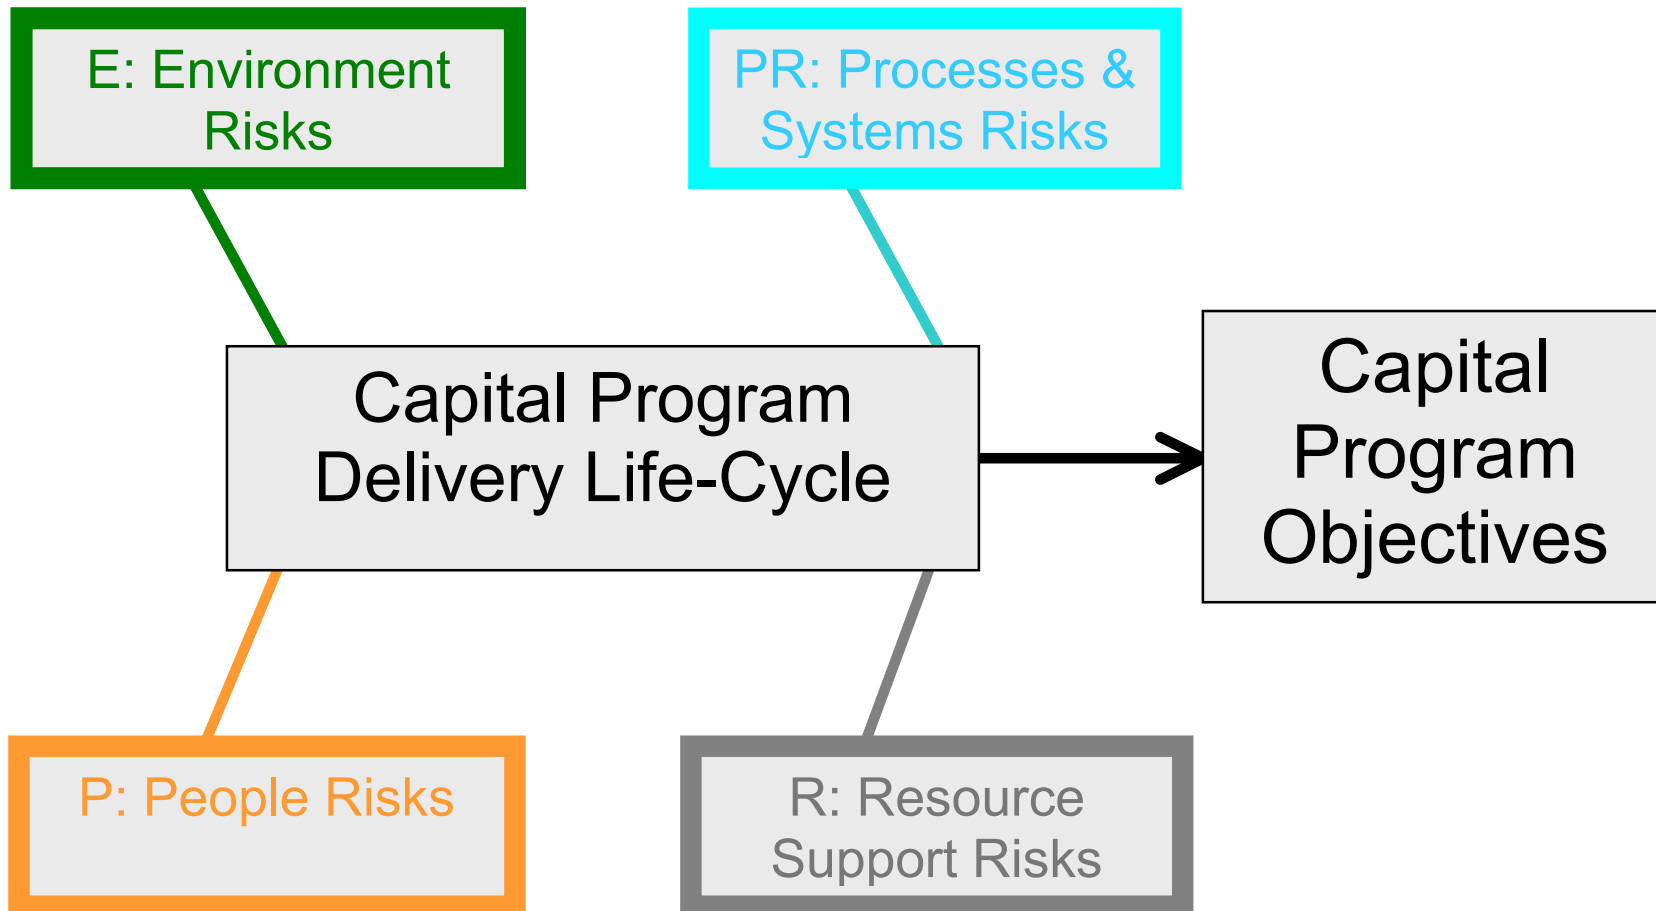 E: Environment
Risks
PR: Processes &
Systems Risks
Capital Program
Delivery Life-Cycle
Capital
Program
Objectives
P: People Risks
R: Resource
Support Risks